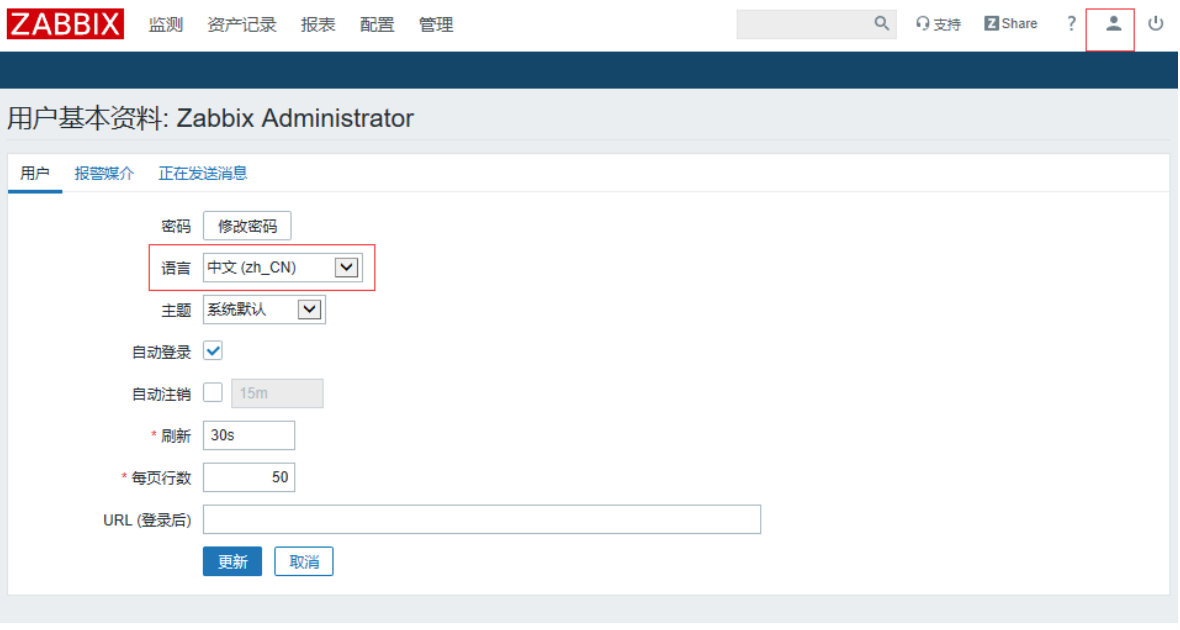 ZABBIX 监测 资产记录 报表 配置 管理 支持 Z Share ?
用户基本资料: Zabbix Administrator
用户 报警媒介 正在发送消息
密码 修改密码
语言 中文 (zh_CN)
主题 系统默认
自动登录
自动注销 15m
* 刷新 30s
* 每页行数 50
URL (登录后)
更新 取消